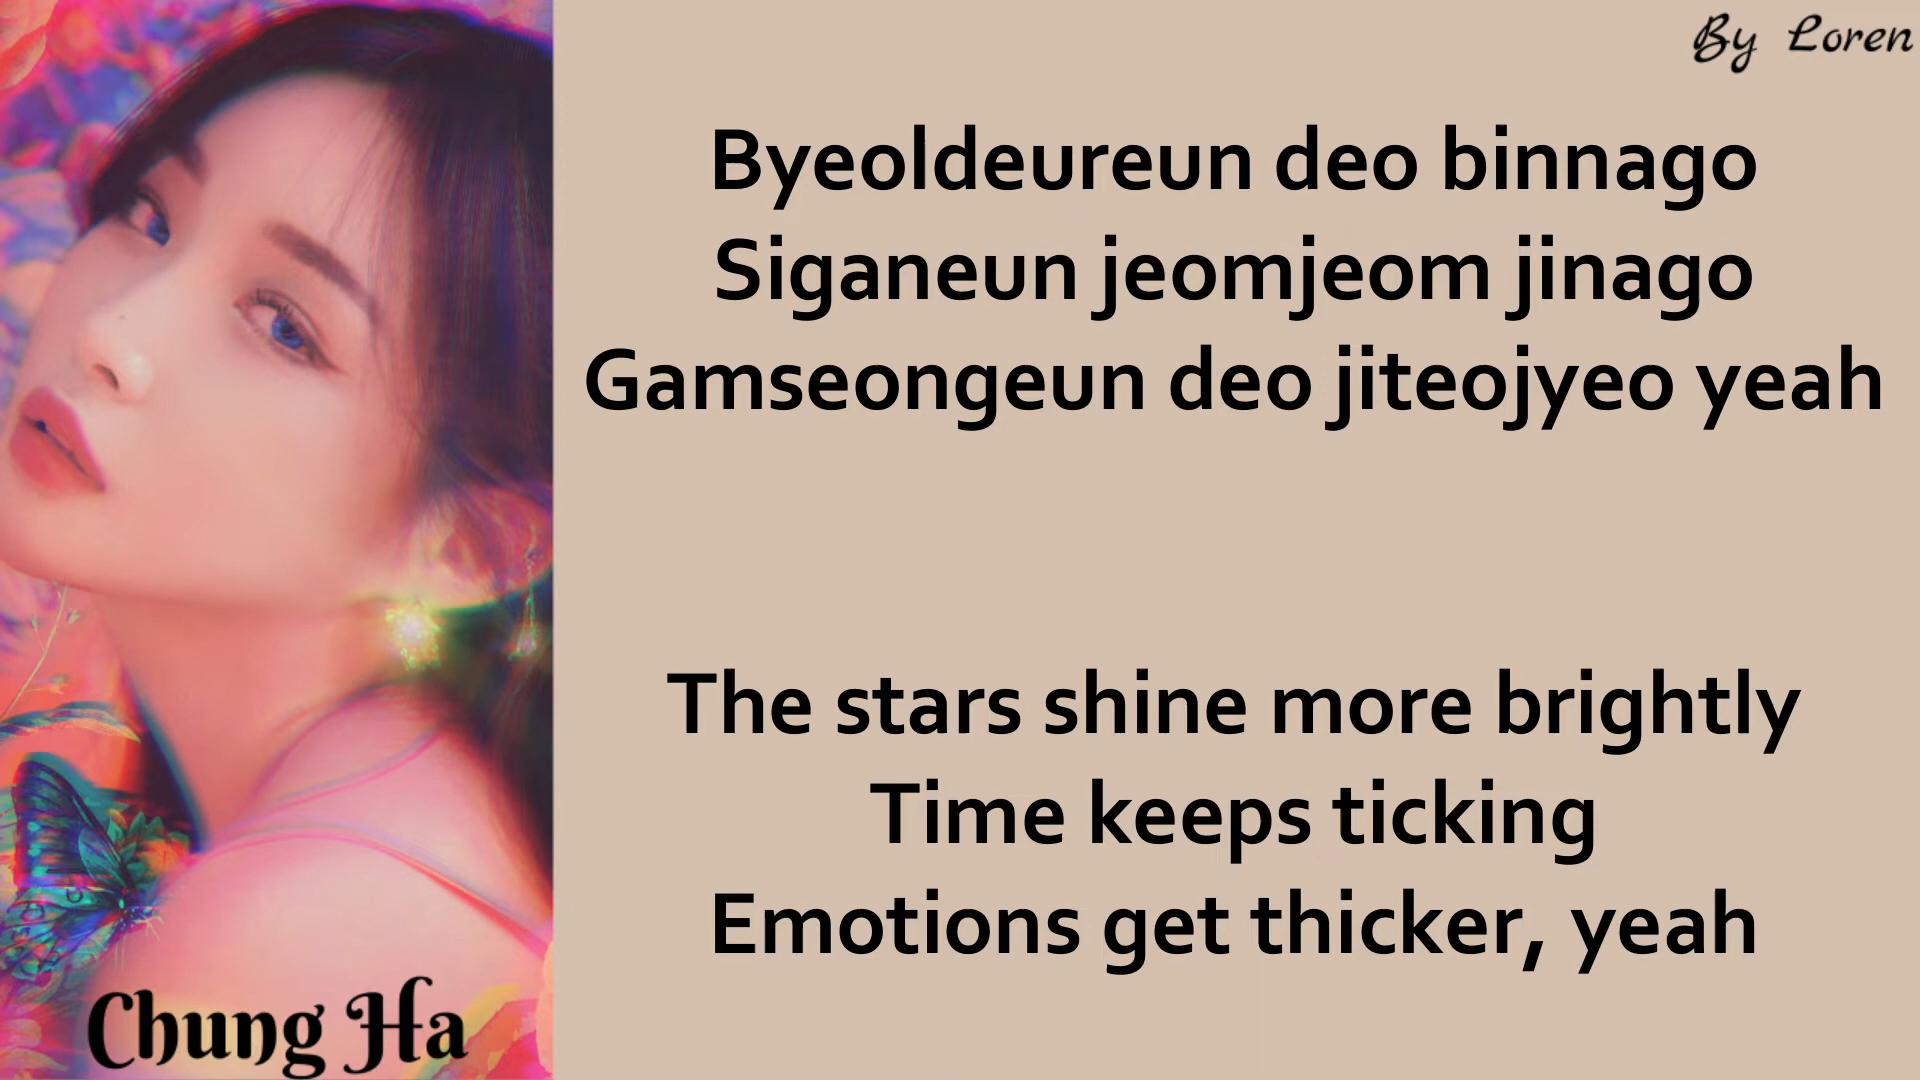 By Loren
Byeoldeureun deo binnago
Siganeun jeomjeom jinago
Gamseongeun deo jiteojyeo yeah
The stars shine more brightly
Time keeps ticking
Emotions get thicker, yeah
Chung Ha